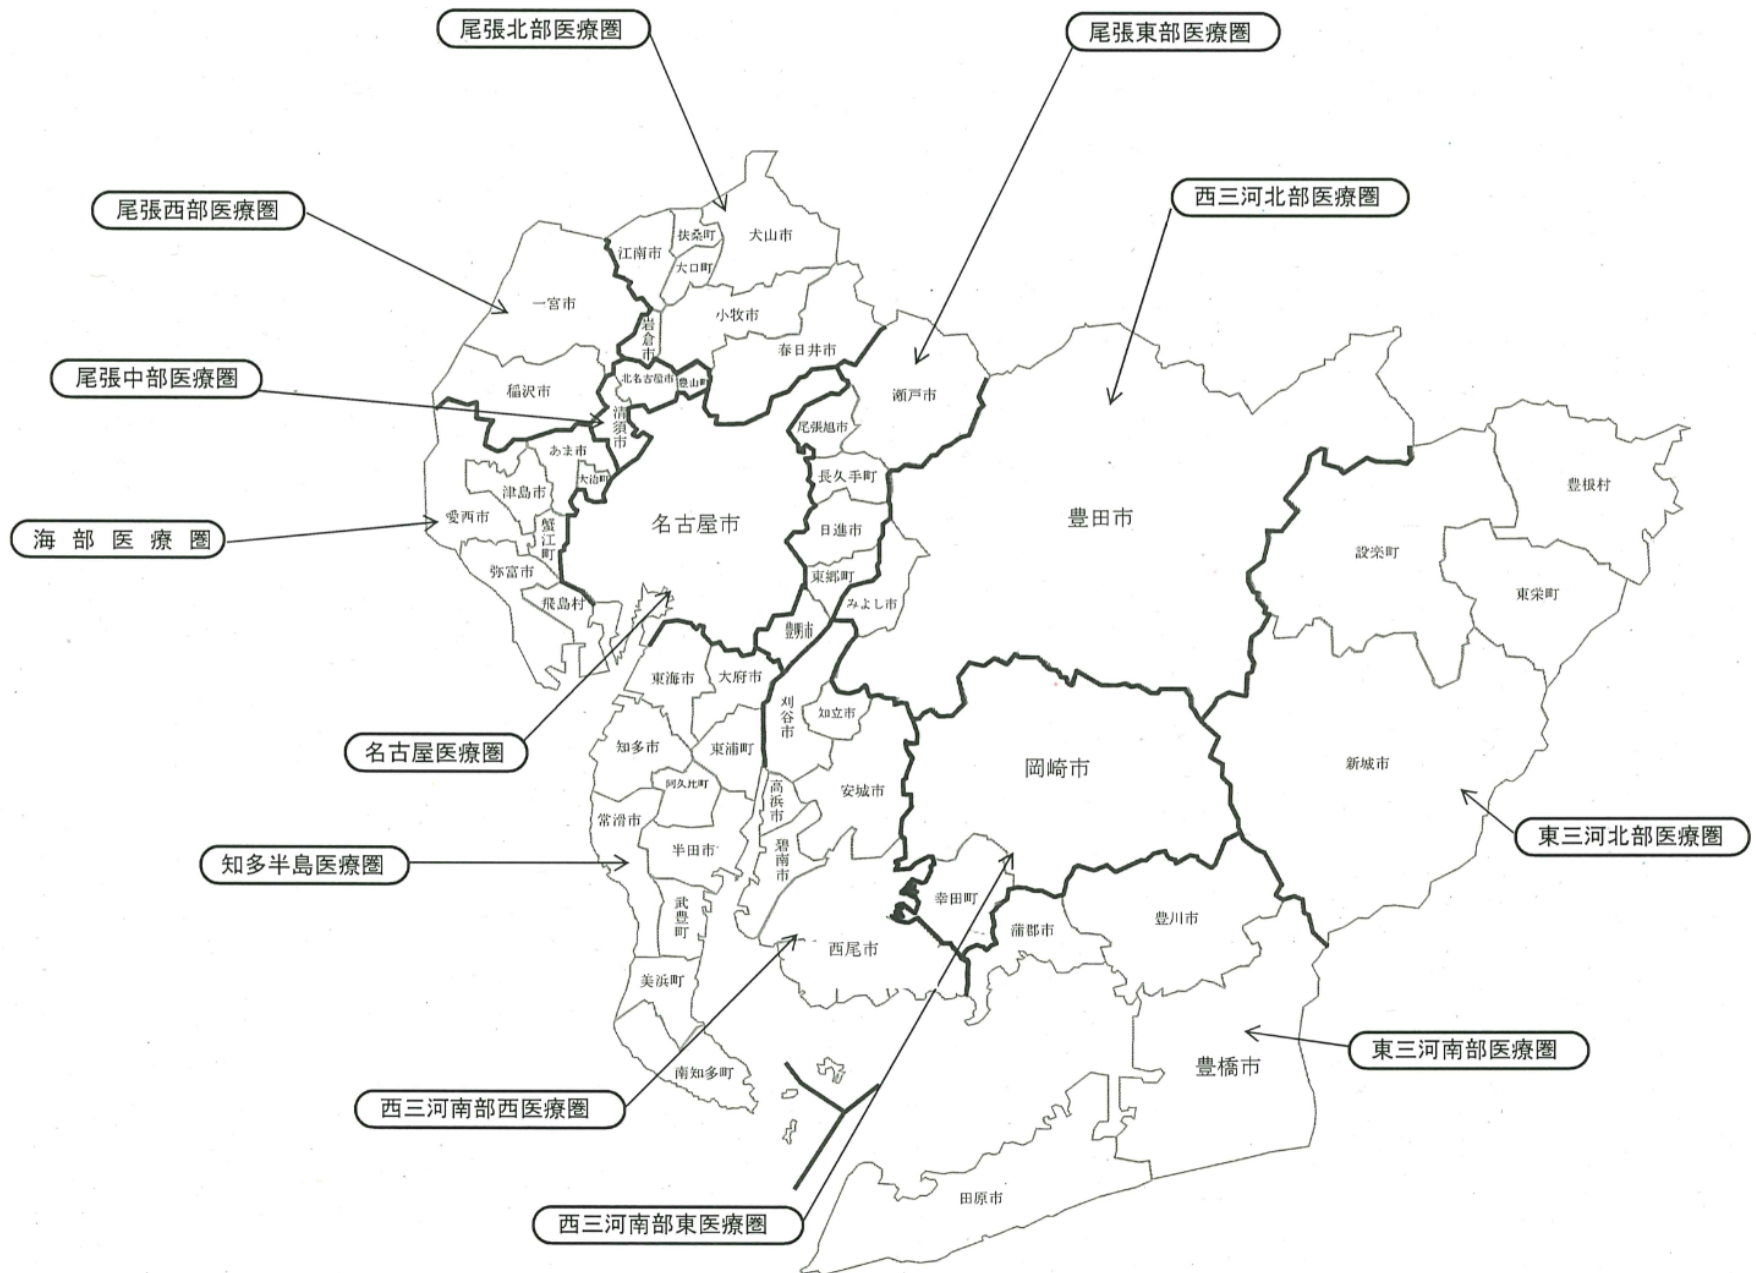 尾張北部医療圏
尾張東部医療圏
西三河北部医療圏
尾張西部医療圏
尾張中部医療圏
海部医療圏
名古屋医療圏
知多半島医療圏
西三河南部西医療圏
西三河南部東医療圏
東三河北部医療圏
東三河南部医療圏
犬山市
扶桑町
江南市
大口町
一宮市
岩倉市
小牧市
春日井市
稲沢市
北名古屋市
豊山町
清須市
瀬戸市
尾張旭市
あま市
大治町
津島市
愛西市
蟹江町
弥富市
飛島村
名古屋市
長久手町
日進市
東郷町
みよし市
豊明市
豊田市
設楽町
豊根村
東栄町
東海市
大府市
知多市
東浦町
阿久比町
常滑市
半田市
武豊町
美浜町
南知多町
刈谷市
知立市
高浜市
安城市
碧南市
西尾市
岡崎市
幸田町
蒲郡市
豊川市
新城市
豊橋市
田原市